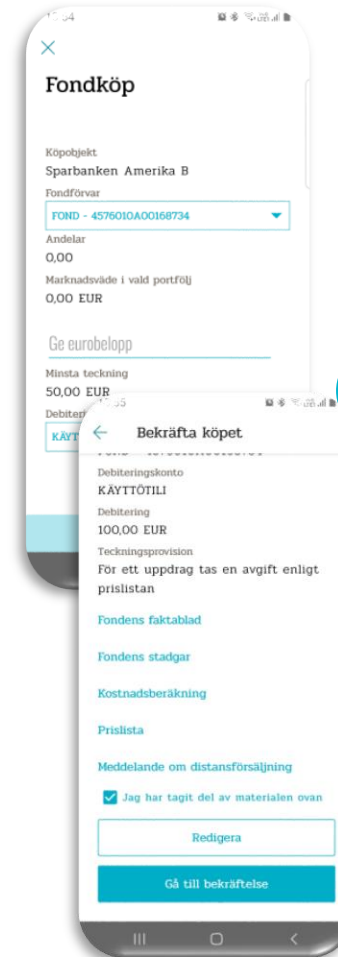 Fondköp
Köpobjekt
Sparbanken Amerika B
Fondförvar
FOND - 4576010A00168734
Andelar
0,00
Marknadsväde i vald portfölj
0,00 EUR
Ge eurobelopp
Minsta teckning
50,00 EUR
Bekräfta köpet
Debiteringskonto
KÄYTTÖTILI
Debitering
100,00 EUR
Teckningsprovision
För ett uppdrag tas en avgift enligt
prislistan
Fondens faktablad
Fondens stadgar
Kostnadsberäkning
Prislista
Meddelande om distansförsäljning
Jag har tagit del av materialen ovan
Redigera
Gå till bekräftelse